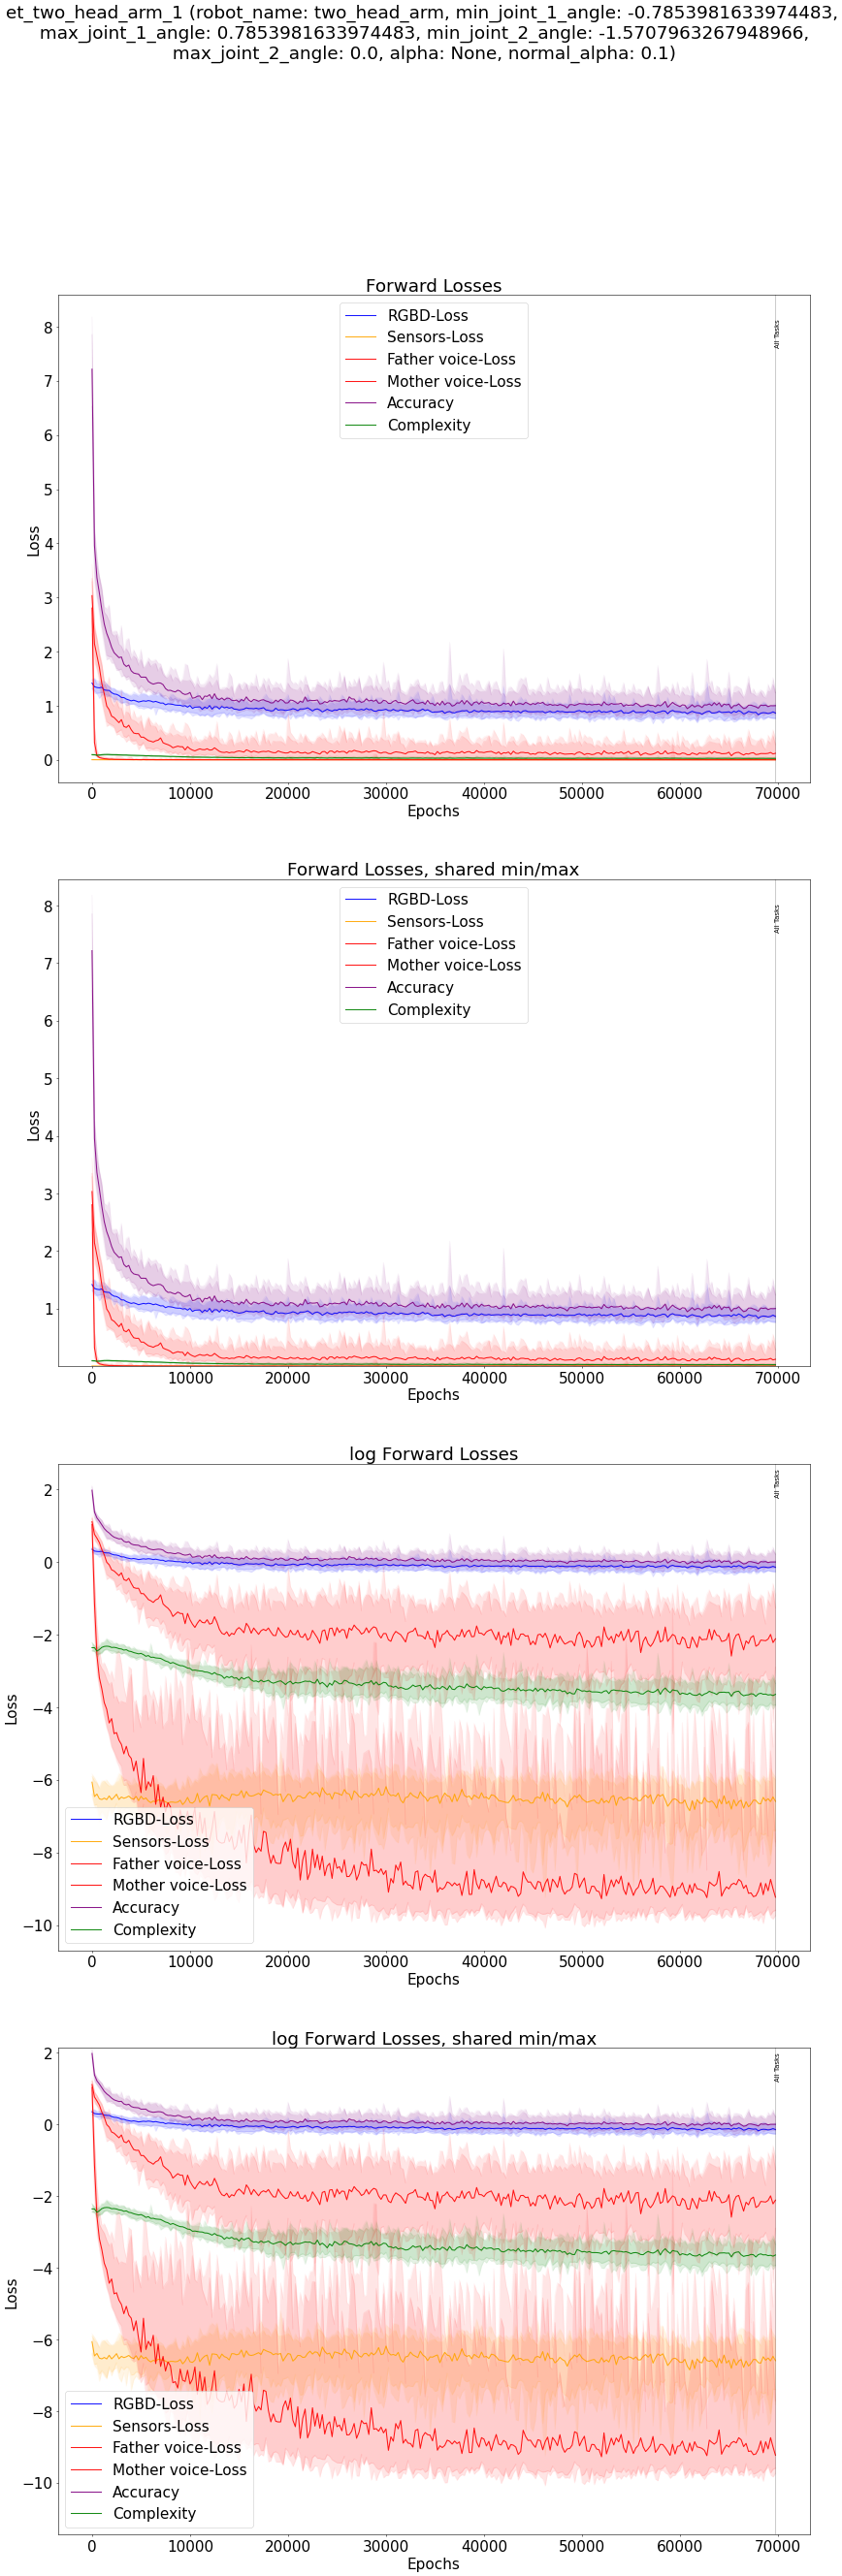 et_two_head_arm_1 (robot_name: two_head_arm, min_joint_1_angle: -0.7853981633974483,
max_joint_1_angle: 0.7853981633974483, min_joint_2_angle: -1.5707963267948966,
max_joint_2_angle: 0.0, alpha: None, normal_alpha: 0.1)
Forward Losses
RGBD-Loss
Sensors-Loss
Father voice-Loss
Mother voice-Loss
Accuracy
Complexity
All Tasks
8
7
6
5
4
3
2
1
0
Loss
0 10000 20000 30000 40000 50000 60000 70000
Epochs
Forward Losses, shared min/max
RGBD-Loss
Sensors-Loss
Father voice-Loss
Mother voice-Loss
Accuracy
Complexity
All Tasks
8
7
6
5
4
3
2
1
Loss
0 10000 20000 30000 40000 50000 60000 70000
Epochs
log Forward Losses
All Tasks
2
0
−2
−4
−6
−8
−10
Loss
RGBD-Loss
Sensors-Loss
Father voice-Loss
Mother voice-Loss
Accuracy
Complexity
0 10000 20000 30000 40000 50000 60000 70000
Epochs
log Forward Losses, shared min/max
All Tasks
2
0
−2
−4
−6
−8
−10
Loss
RGBD-Loss
Sensors-Loss
Father voice-Loss
Mother voice-Loss
Accuracy
Complexity
0 10000 20000 30000 40000 50000 60000 70000
Epochs